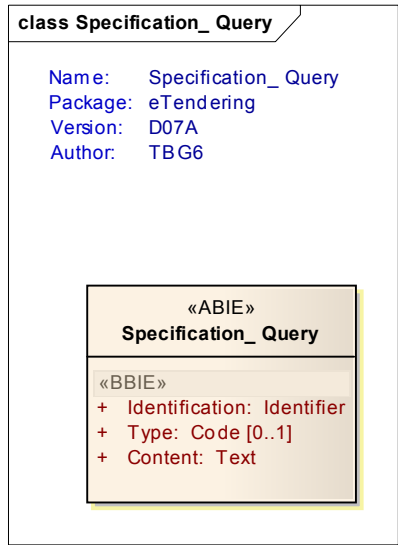 class Specification_ Query
Name: Specification_ Query
Package: eTendering
Version: D07A
Author: TBG6
«ABIE»
Specification_ Query
«BBIE»
+ Identification: Identifier
+ Type: Code [0..1]
+ Content: Text